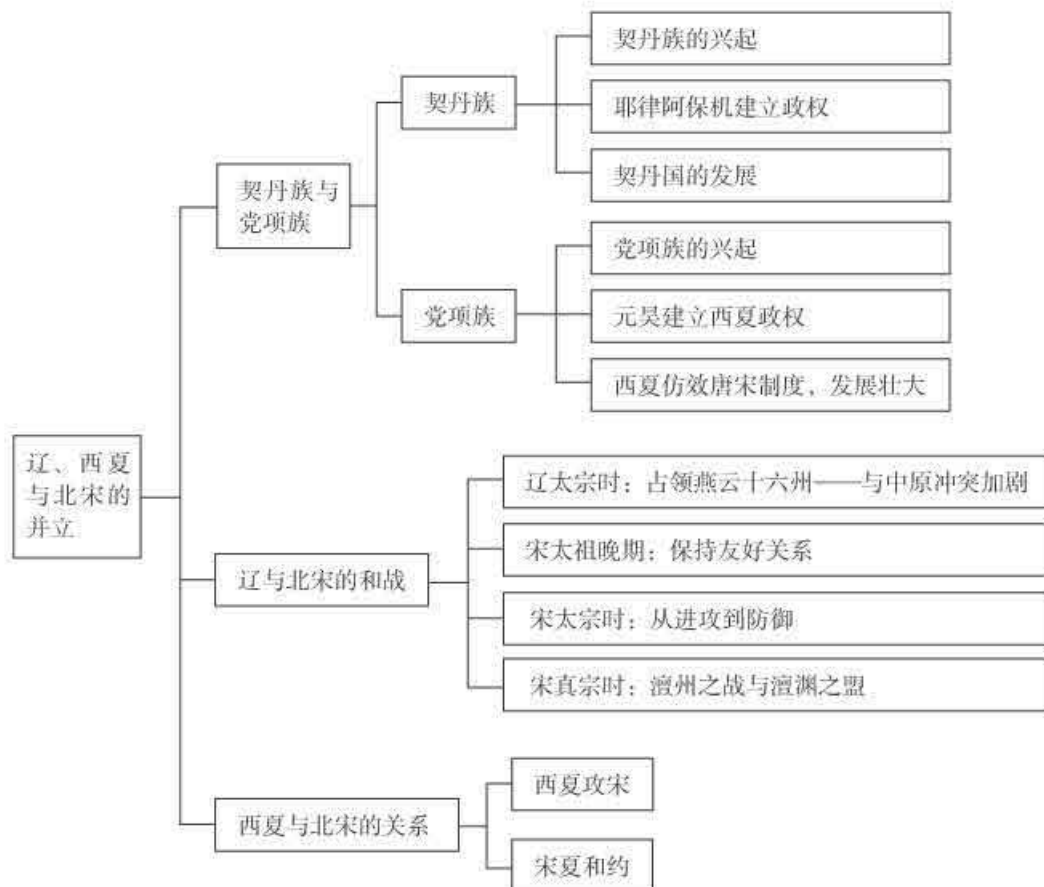 辽、西夏
与北宋的
并立
契丹族与
党项族
契丹族
契丹族的兴起
耶律阿保机建立政权
契丹国的发展
党项族
党项族的兴起
元昊建立西夏政权
西夏仿效唐宋制度，发展壮大
辽与北宋的和战
辽太宗时：占领燕云十六州——与中原冲突加剧
宋太祖晚期：保持友好关系
宋太宗时：从进攻到防御
宋真宗时：澶州之战与澶渊之盟
西夏与北宋的关系
西夏攻宋
宋夏和约